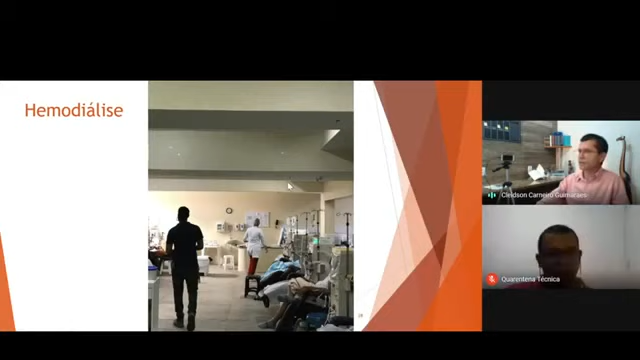 Hemodiálise
Cleidson Carneiro Guimarães
Quarentena Técnica